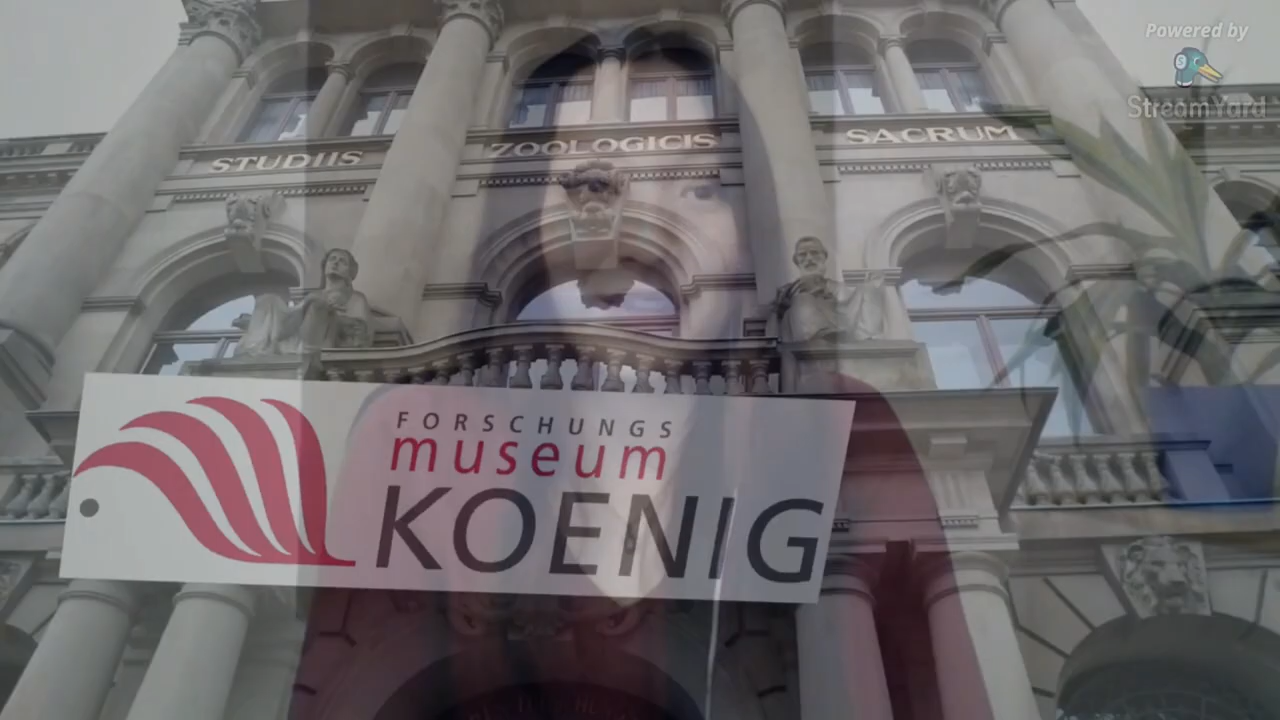 Powered by
StreamYard
STUDIIS ZOOLOGICIS SACRUM
FORSCHUNGS
museum
KOENIG